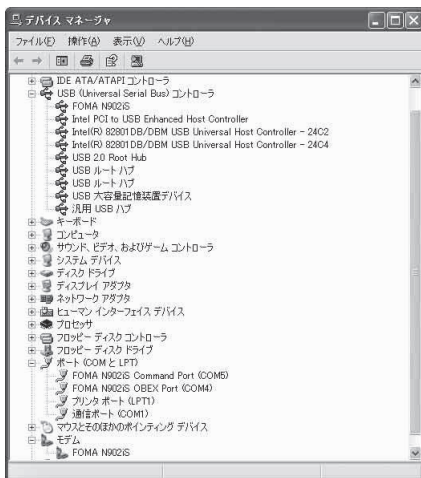 デバイス マネージャ
ファイル(F) 操作(A) 表示(V) ヘルプ(H)
IDE ATA/ATAPI コントローラ
USB (Universal Serial Bus) コントローラ
FOMA N902iS
Intel PCI to USB Enhanced Host Controller
Intel(R) 82801DB/DBM USB Universal Host Controller - 24C2
Intel(R) 82801DB/DBM USB Universal Host Controller - 24C4
USB 2.0 Root Hub
USB ルート ハブ
USB ルート ハブ
USB 大容量記憶装置デバイス
汎用 USB ハブ
キーボード
コンピュータ
サウンド、ビデオ、およびゲーム コントローラ
システム デバイス
ディスク ドライブ
ディスプレイ アダプタ
ネットワーク アダプタ
ヒューマン インターフェイス デバイス
プロセッサ
フロッピー ディスク コントローラ
フロッピー ディスク ドライブ
ポート (COM と LPT)
FOMA N902iS Command Port (COM5)
FOMA N902iS OBEX Port (COM4)
プリンタ ポート (LPT1)
通信ポート (COM1)
マウスとそのほかのポインティング デバイス
モデム
FOMA N902iS